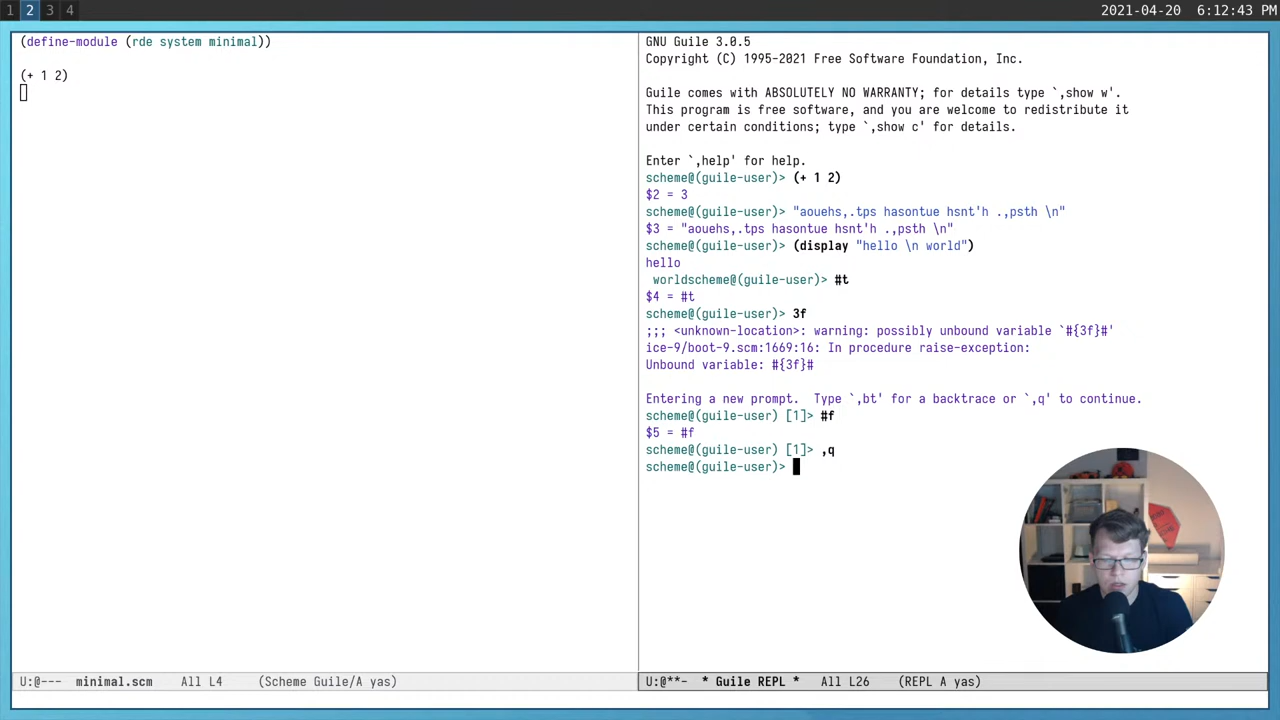 1 2 3 4
2021-04-20 6:12:43 PM
(define-module (rde system minimal))
(+ 1 2)
U:@--- minimal.scm All L4 (Scheme Guile/A yas)
GNU Guile 3.0.5
Copyright (C) 1995-2021 Free Software Foundation, Inc.
Guile comes with ABSOLUTELY NO WARRANTY; for details type `,show w'.
This program is free software, and you are welcome to redistribute it
under certain conditions; type `,show c' for details.
Enter `,help' for help.
scheme@(guile-user)> (+ 1 2)
$2 = 3
scheme@(guile-user)> "aouehs,.tps hasontue hsnt'h .,psth \n"
$3 = "aouehs,.tps hasontue hsnt'h .,psth \n"
scheme@(guile-user)> (display "hello \n world")
hello
worldscheme@(guile-user)> #t
$4 = #t
scheme@(guile-user)> 3f
;;; <unknown-location>: warning: possibly unbound variable `#{3f}#'
ice-9/boot-9.scm:1669:16: In procedure raise-exception:
Unbound variable: #{3f}#
Entering a new prompt.  Type `,bt' for a backtrace or `,q' to continue.
scheme@(guile-user) [1]> #f
$5 = #f
scheme@(guile-user) [1]> ,q
scheme@(guile-user)>
U:@**- * Guile REPL * All L26 (REPL A yas)